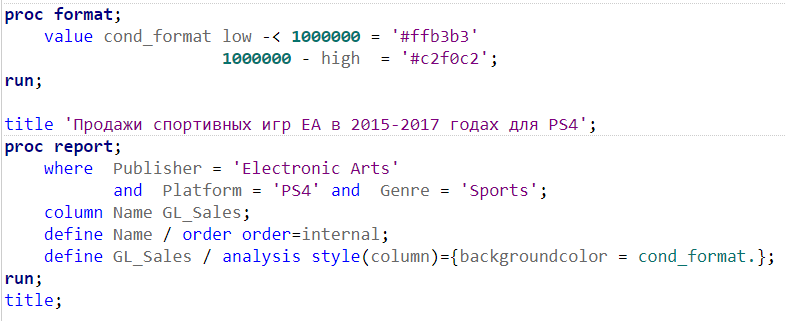 proc format;
    value cond_format low -< 1000000 = '#ffb3b3'
                      1000000 - high  = '#c2f0c2';
run;

title 'Продажи спортивных игр EA в 2015-2017 годах для PS4';
proc report;
    where  Publisher = 'Electronic Arts'
           and  Platform = 'PS4' and  Genre = 'Sports';
    column Name GL_Sales;
    define Name / order order=internal;
    define GL_Sales / analysis style(column)={backgroundcolor = cond_format.};
run;
title;